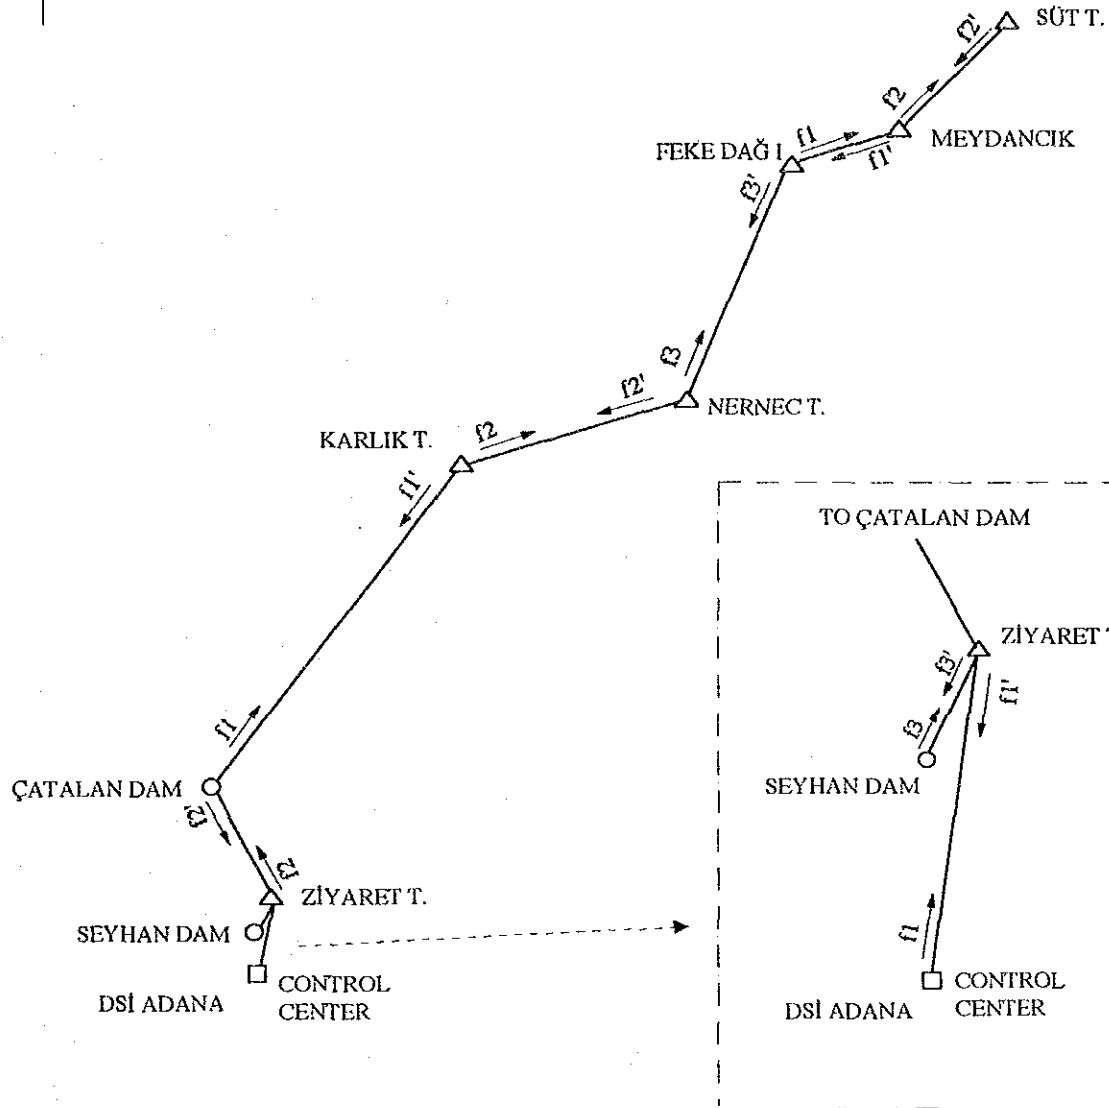 f2'
SÜT T.
f2
MEYDANCIK
f1
FEKE DAĞI
f1'
f3'
f3
f2'
NERNEC T.
KARLIK T.
f2
f1'
TO ÇATALAN DAM
ZİYARET
f3'
f1'
f3
SEYHAN DAM
f1
CONTROL
CENTER
DSİ ADANA
f1
ÇATALAN DAM
f2'
f2
ZİYARET T.
SEYHAN DAM
CONTROL
CENTER
DSİ ADANA